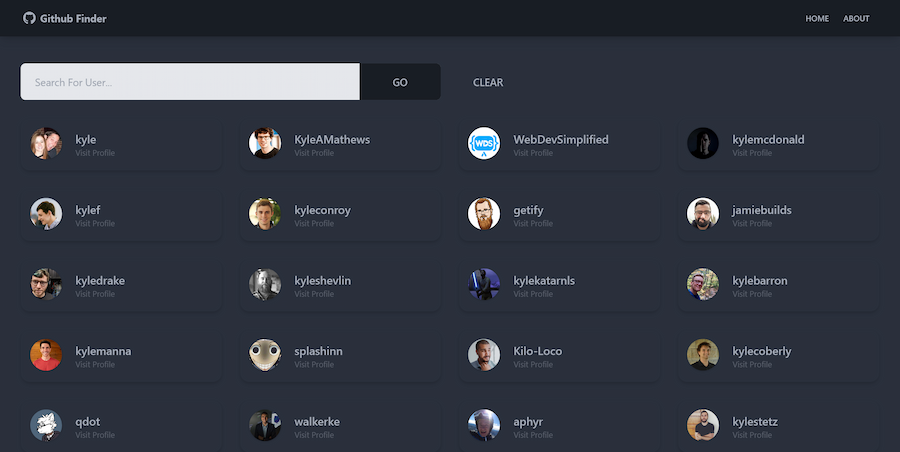 Github Finder
HOME
ABOUT
Search For User...
GO
CLEAR
kyle
Visit Profile
KyleAMathews
Visit Profile
WDS
WebDevSimplified
Visit Profile
kylemcdonald
Visit Profile
kylef
Visit Profile
kyleconroy
Visit Profile
getify
Visit Profile
jamiebuilds
Visit Profile
kyledrake
Visit Profile
kyleshevlin
Visit Profile
kylekatarnls
Visit Profile
kylebarron
Visit Profile
kylemanna
Visit Profile
splashinn
Visit Profile
Kilo-Loco
Visit Profile
kylecoberly
Visit Profile
qdot
Visit Profile
walkerke
Visit Profile
aphyr
Visit Profile
kylestetz
Visit Profile